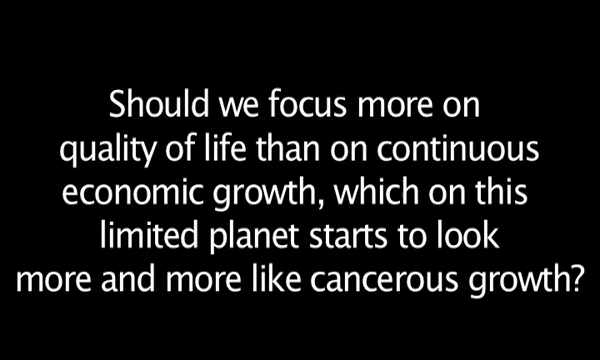 Should we focus more on
quality of life than on continuous
economic growth, which on this
limited planet starts to look
more and more like cancerous growth?